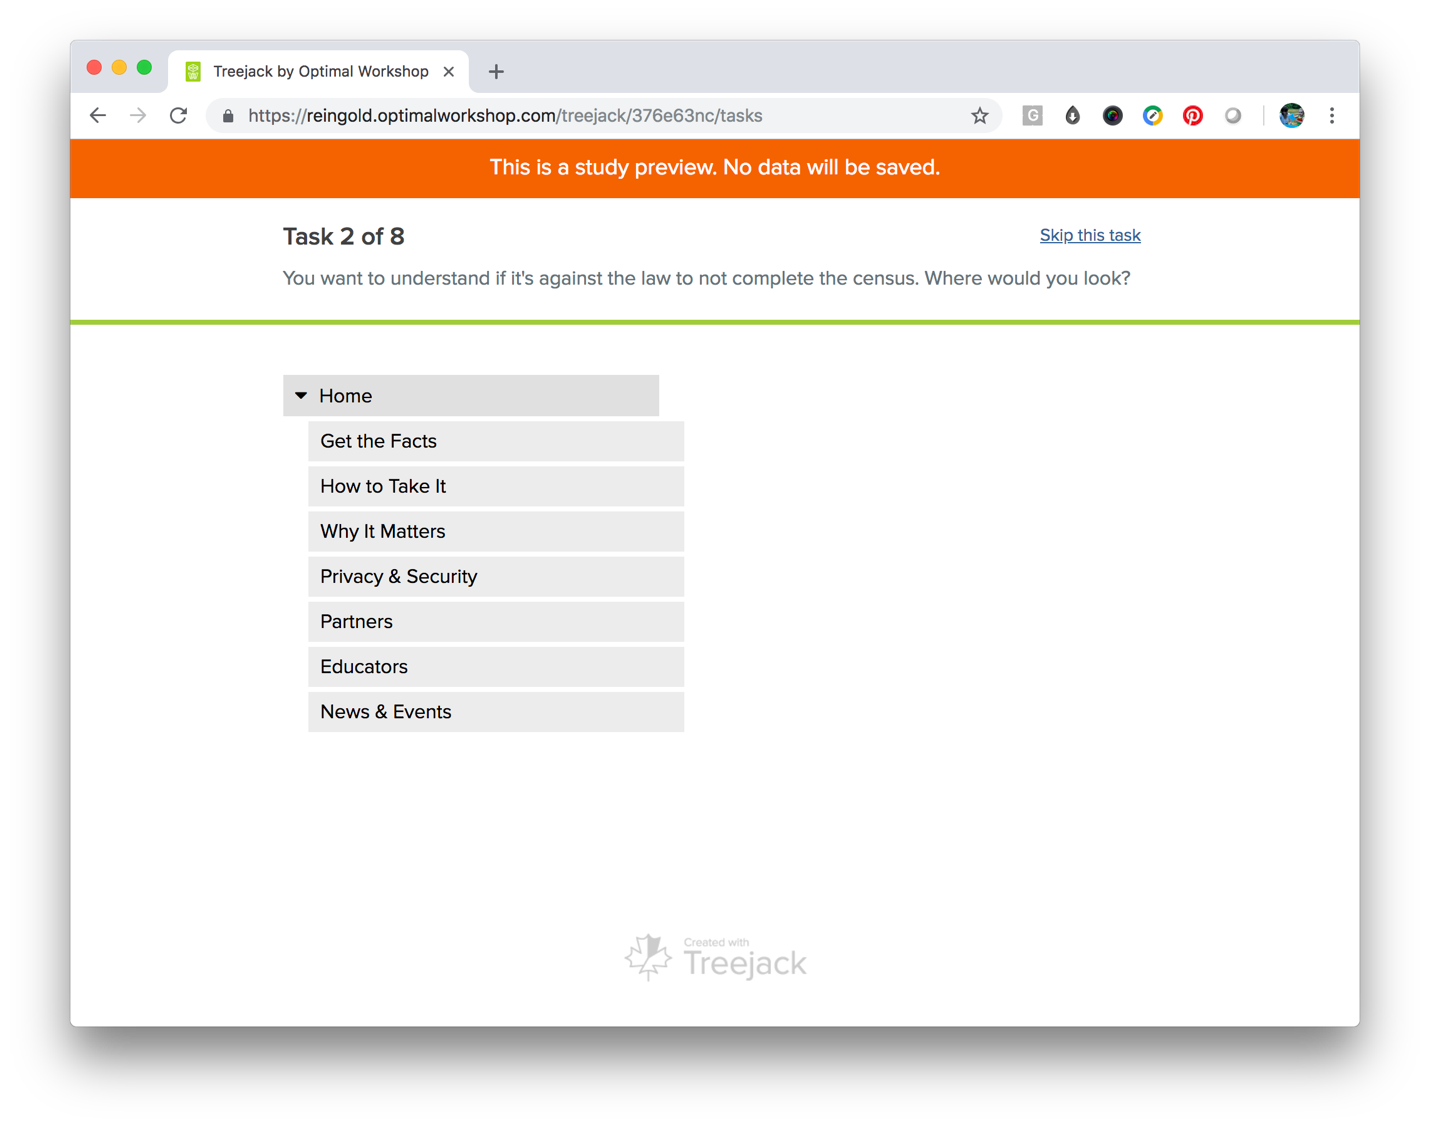 Treejack by Optimal Workshop
https://reingold.optimalworkshop.com/treejack/376e63nc/tasks
G
This is a study preview. No data will be saved.
Task 2 of 8
Skip this task
You want to understand if it's against the law to not complete the census. Where would you look?
Home
Get the Facts
How to Take It
Why It Matters
Privacy & Security
Partners
Educators
News & Events
Created with
Treejack